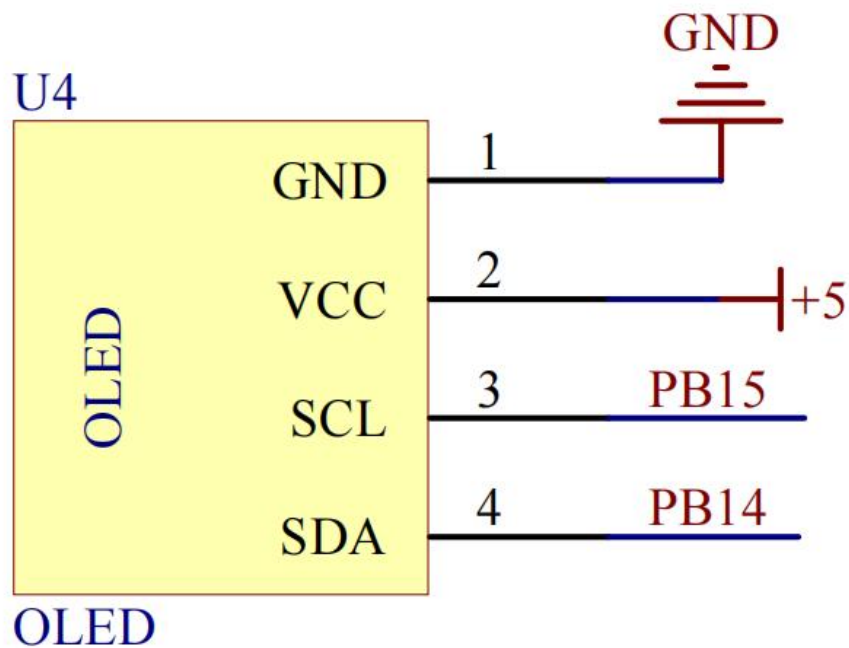 GND
U4
GND 1
VCC 2 +5
OLED
SCL 3 PB15
SDA 4 PB14
OLED